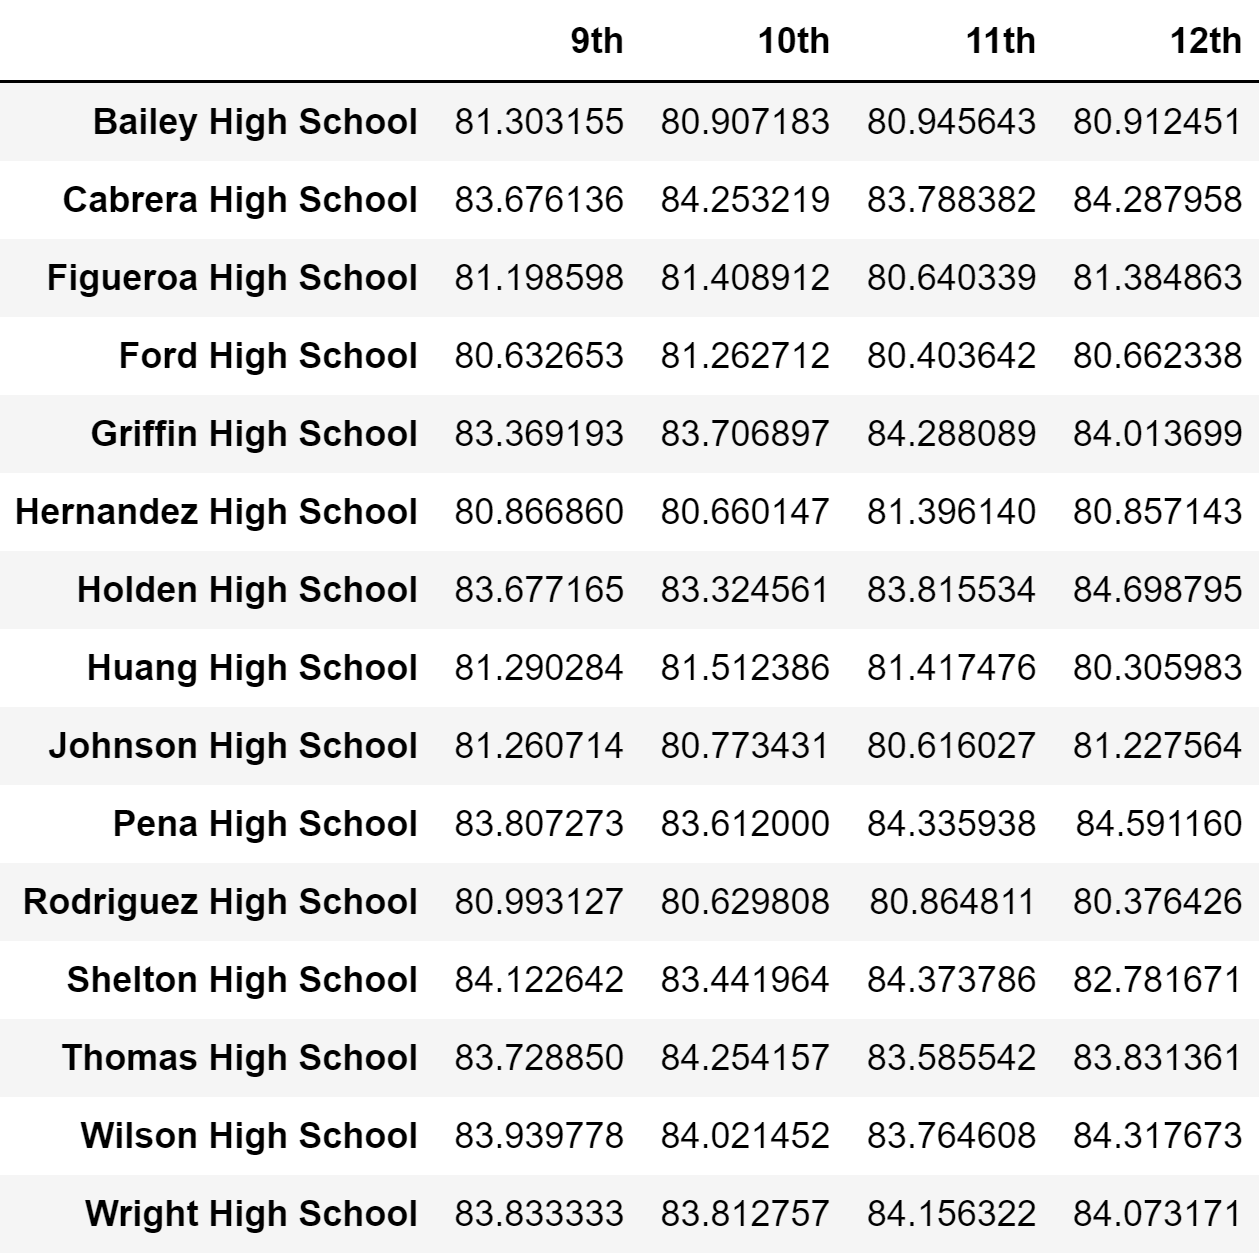 9th 10th 11th 12th
Bailey High School 81.303155 80.907183 80.945643 80.912451
Cabrera High School 83.676136 84.253219 83.788382 84.287958
Figueroa High School 81.198598 81.408912 80.640339 81.384863
Ford High School 80.632653 81.262712 80.403642 80.662338
Griffin High School 83.369193 83.706897 84.288089 84.013699
Hernandez High School 80.866860 80.660147 81.396140 80.857143
Holden High School 83.677165 83.324561 83.815534 84.698795
Huang High School 81.290284 81.512386 81.417476 80.305983
Johnson High School 81.260714 80.773431 80.616027 81.227564
Pena High School 83.807273 83.612000 84.335938 84.591160
Rodriguez High School 80.993127 80.629808 80.864811 80.376426
Shelton High School 84.122642 83.441964 84.373786 82.781671
Thomas High School 83.728850 84.254157 83.585542 83.831361
Wilson High School 83.939778 84.021452 83.764608 84.317673
Wright High School 83.833333 83.812757 84.156322 84.073171